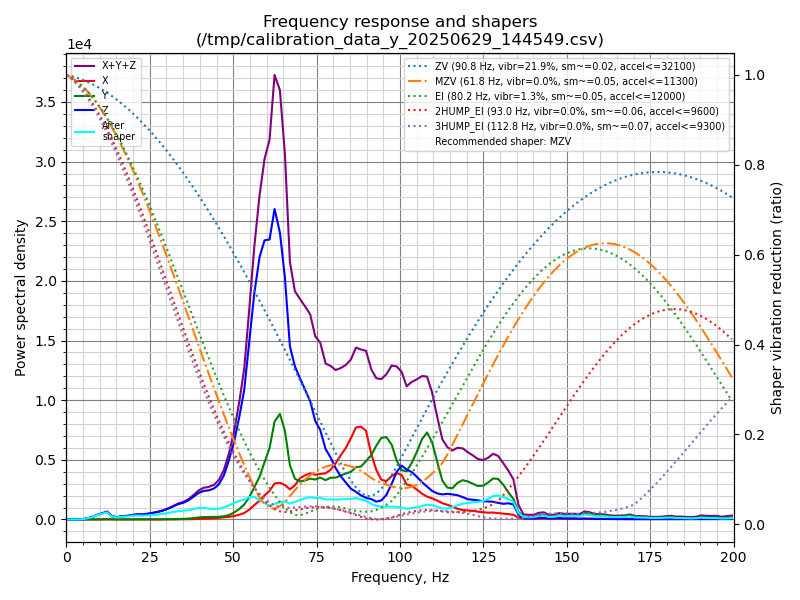 Frequency response and shapers
(/tmp/calibration_data_y_20250629_144549.csv)
1e4
X+Y+Z
X
Y
Z
After
shaper
ZV (90.8 Hz, vibr=21.9%, sm~=0.02, accel<=32100)
MZV (61.8 Hz, vibr=0.0%, sm~=0.05, accel<=11300)
EI (80.2 Hz, vibr=1.3%, sm~=0.05, accel<=12000)
2HUMP_EI (93.0 Hz, vibr=0.0%, sm~=0.06, accel<=9600)
3HUMP_EI (112.8 Hz, vibr=0.0%, sm~=0.07, accel<=9300)
Recommended shaper: MZV
Power spectral density
3.5
3.0
2.5
2.0
1.5
1.0
0.5
0.0
1.0
0.8
0.6
0.4
0.2
0.0
Shaper vibration reduction (ratio)
0 25 50 75 100 125 150 175 200
Frequency, Hz